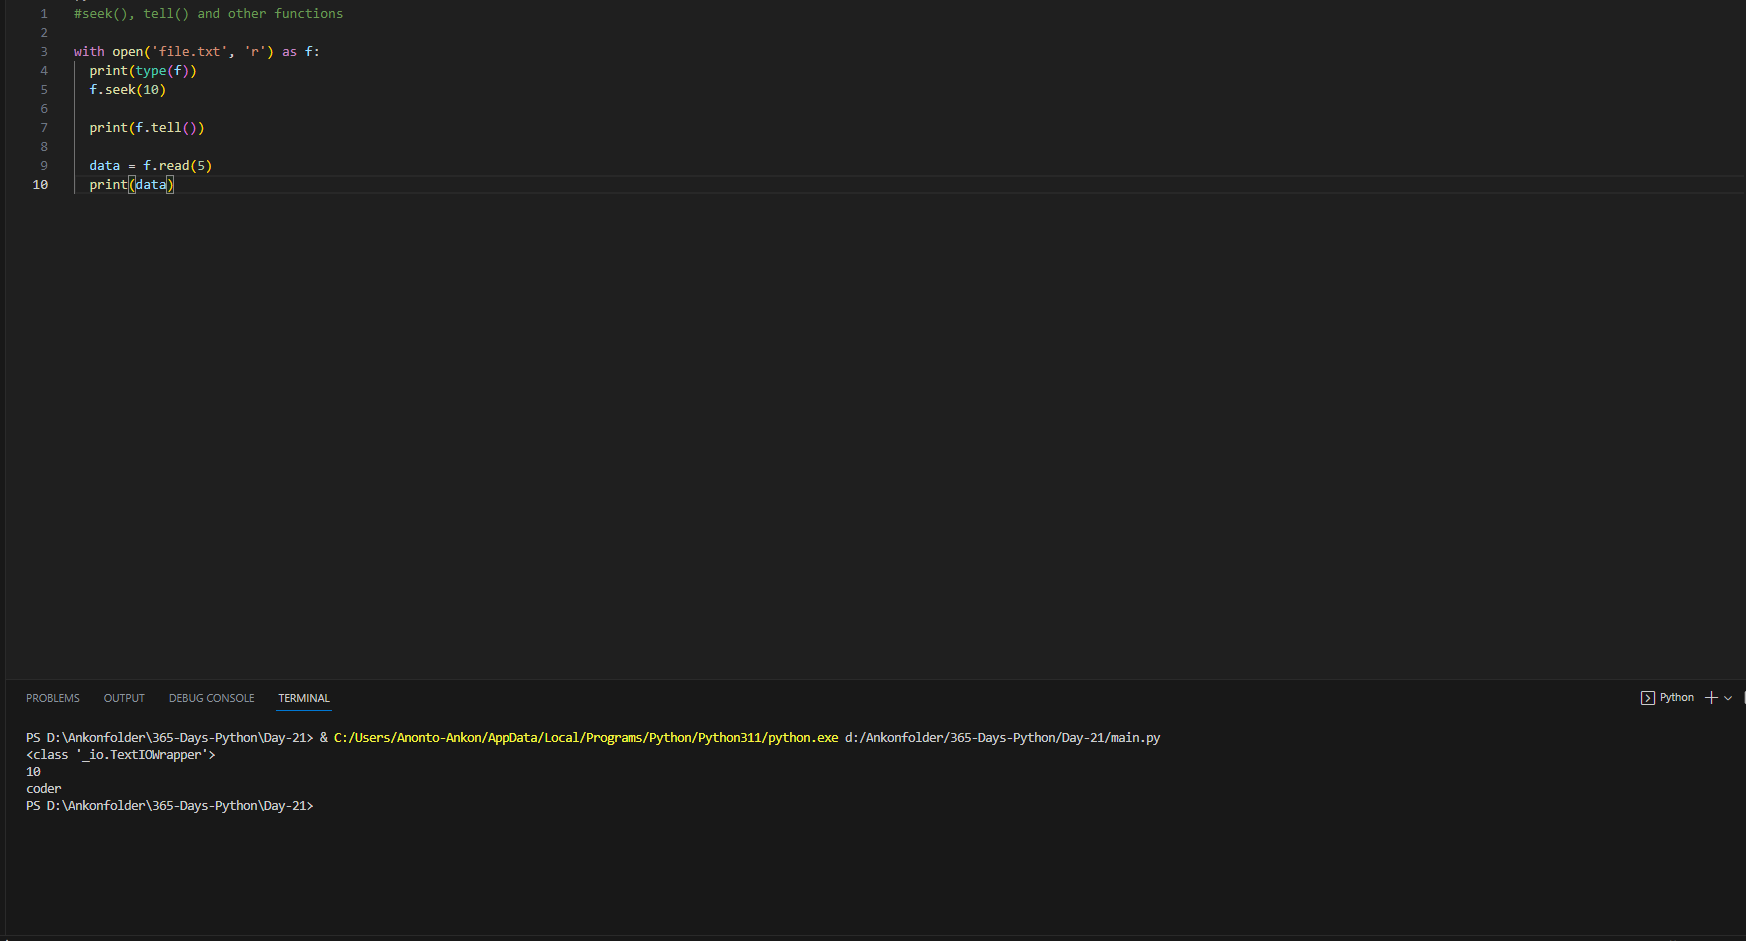 1 #seek(), tell() and other functions
2
3 with open('file.txt', 'r') as f:
4 print(type(f))
5 f.seek(10)
6
7 print(f.tell())
8
9 data = f.read(5)
10 print(data)
PROBLEMS OUTPUT DEBUG CONSOLE TERMINAL Python
PS D:\Ankonfolder\365-Days-Python\Day-21> & C:/Users/Anonto-Ankon/AppData/Local/Programs/Python/Python311/python.exe d:/Ankonfolder/365-Days-Python/Day-21/main.py
<class '_io.TextIOWrapper'>
10
coder
PS D:\Ankonfolder\365-Days-Python\Day-21>